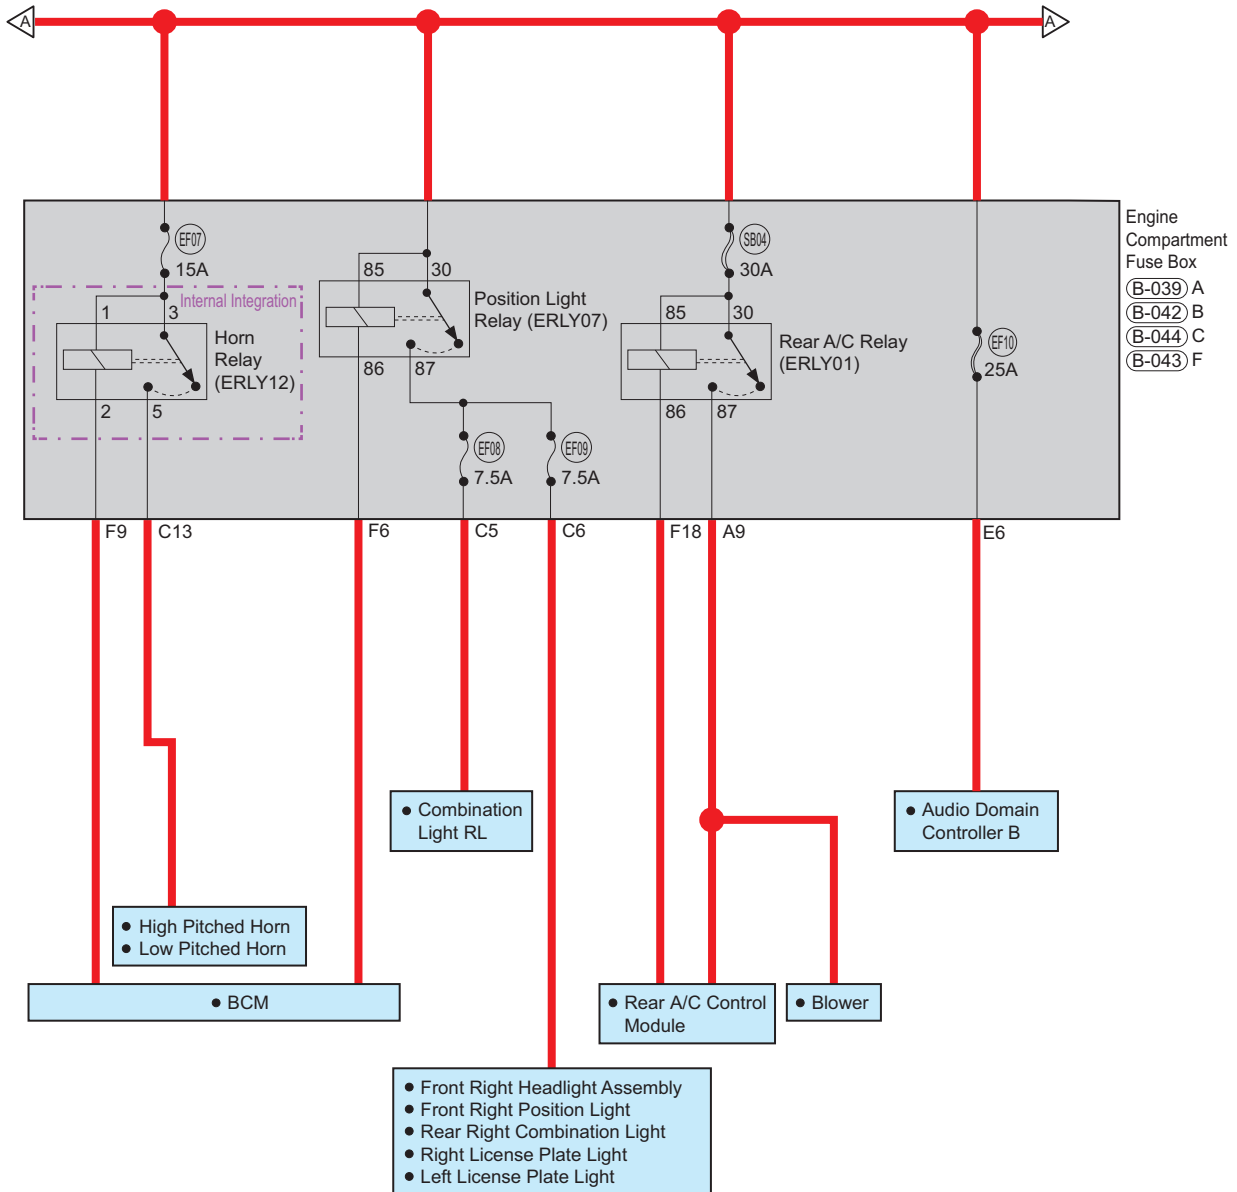 A
A
Engine
Compartment
Fuse Box
B-039 A
B-042 B
B-044 C
B-043 F
EF07
15A
Internal Integration
1
3
Horn
Relay
(ERLY12)
2
5
85
30
Position Light
Relay (ERLY07)
86
87
EF08
7.5A
EF09
7.5A
SB04
30A
85
30
Rear A/C Relay
(ERLY01)
86
87
EF10
25A
F9
C13
F6
C5
C6
F18
A9
E6
● Combination
Light RL
● Audio Domain
Controller B
● High Pitched Horn
● Low Pitched Horn
● BCM
● Rear A/C Control
Module
● Blower
● Front Right Headlight Assembly
● Front Right Position Light
● Rear Right Combination Light
● Right License Plate Light
● Left License Plate Light